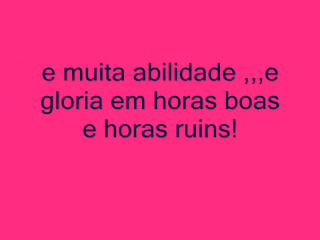 e muita abilidade ,,,e
gloria em horas boas
e horas ruins!